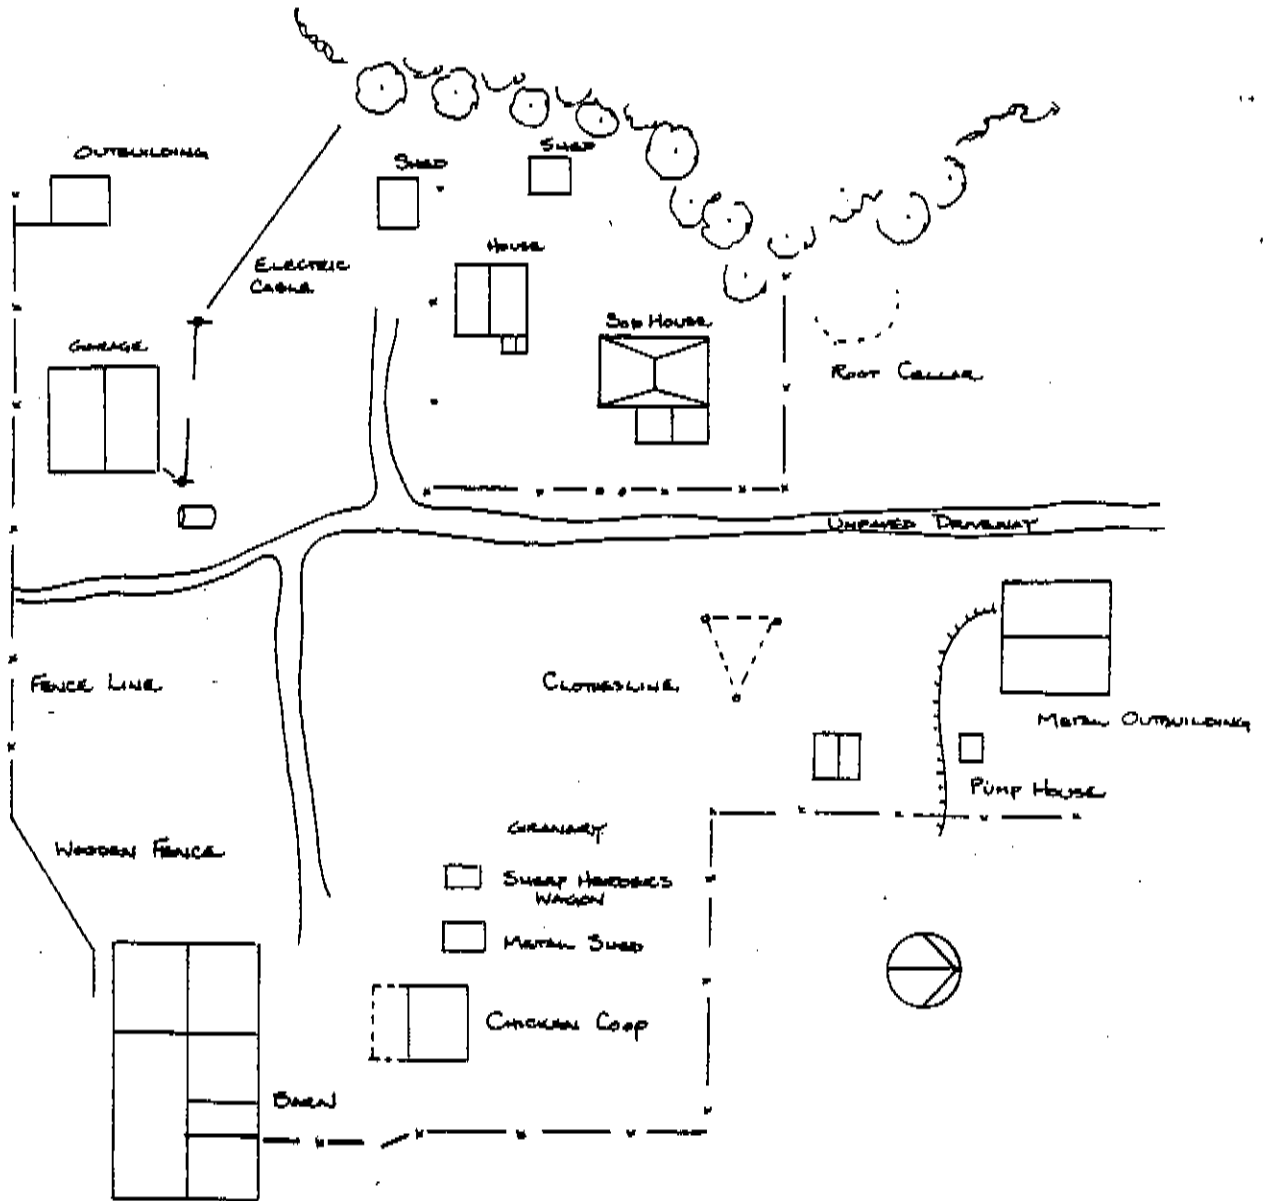 OUTBUILDING
SHED
SHED
HOUSE
ELECTRIC
CABLE
SOD HOUSE
GARAGE
ROOT CELLAR
UNPAVED DRIVEWAY
FENCE LINE
CLOTHESLINE
METAL OUTBUILDING
PUMP HOUSE
GRANARY
WOODEN FENCE
SHEEP HERDER'S
WAGON
METAL SHED
CHICKEN COOP
BARN